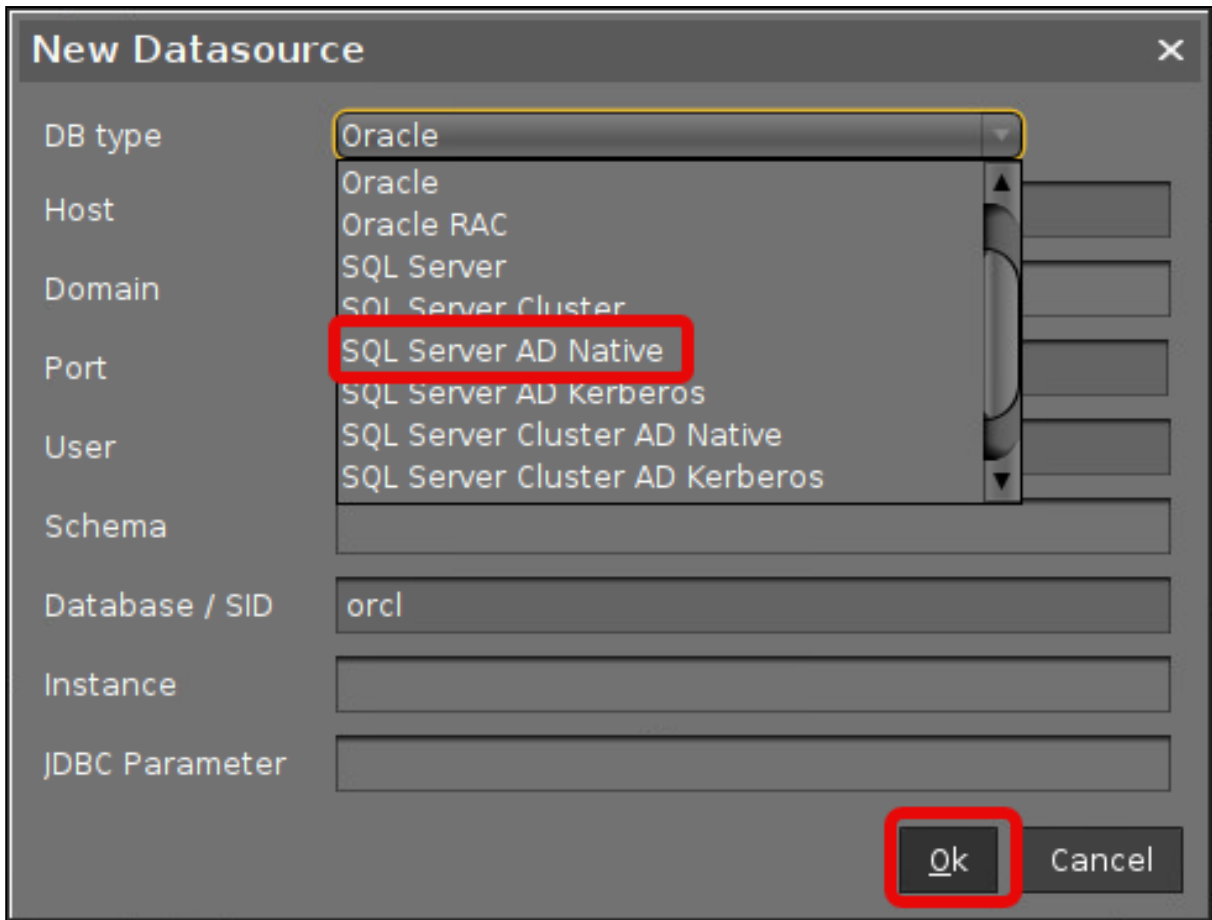 New Datasource
DB type
Oracle
Oracle
Host
Oracle RAC
SQL Server
Domain
SQL Server Cluster
SQL Server AD Native
Port
SQL Server AD Kerberos
User
SQL Server Cluster AD Native
SQL Server Cluster AD Kerberos
Schema
Database / SID orcl
Instance
JDBC Parameter
Ok Cancel